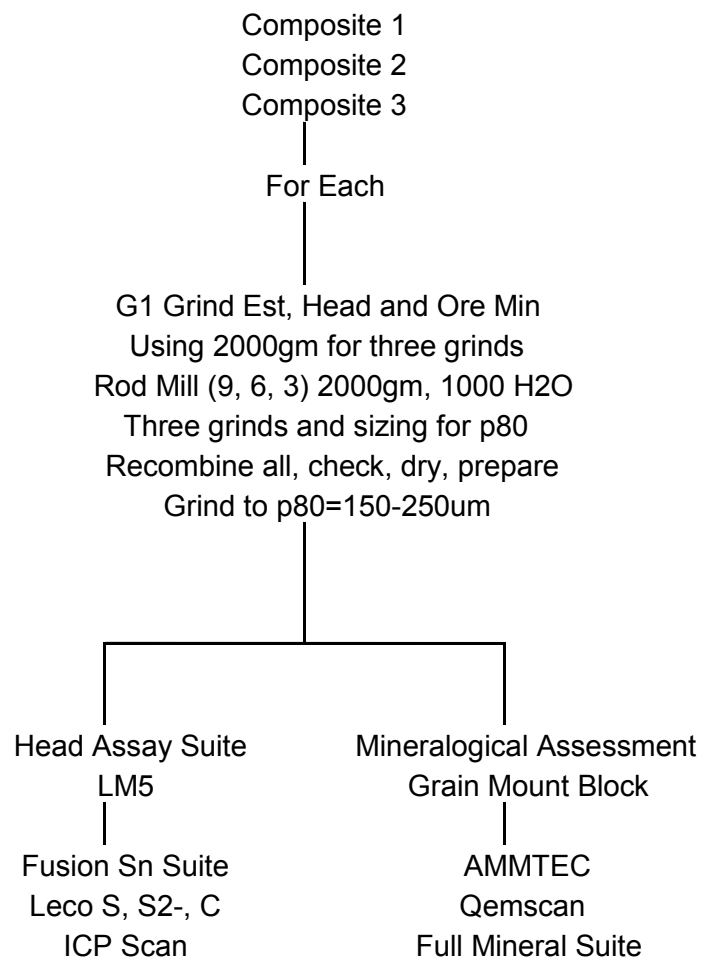 Composite 1
Composite 2
Composite 3
For Each
G1 Grind Est, Head and Ore Min
Using 2000gm for three grinds
Rod Mill (9, 6, 3) 2000gm, 1000 H2O
Three grinds and sizing for p80
Recombine all, check, dry, prepare
Grind to p80=150-250um
Head Assay Suite
LM5
Fusion Sn Suite
Leco S, S2-, C
ICP Scan
Mineralogical Assessment
Grain Mount Block
AMMTEC
Qemscan
Full Mineral Suite